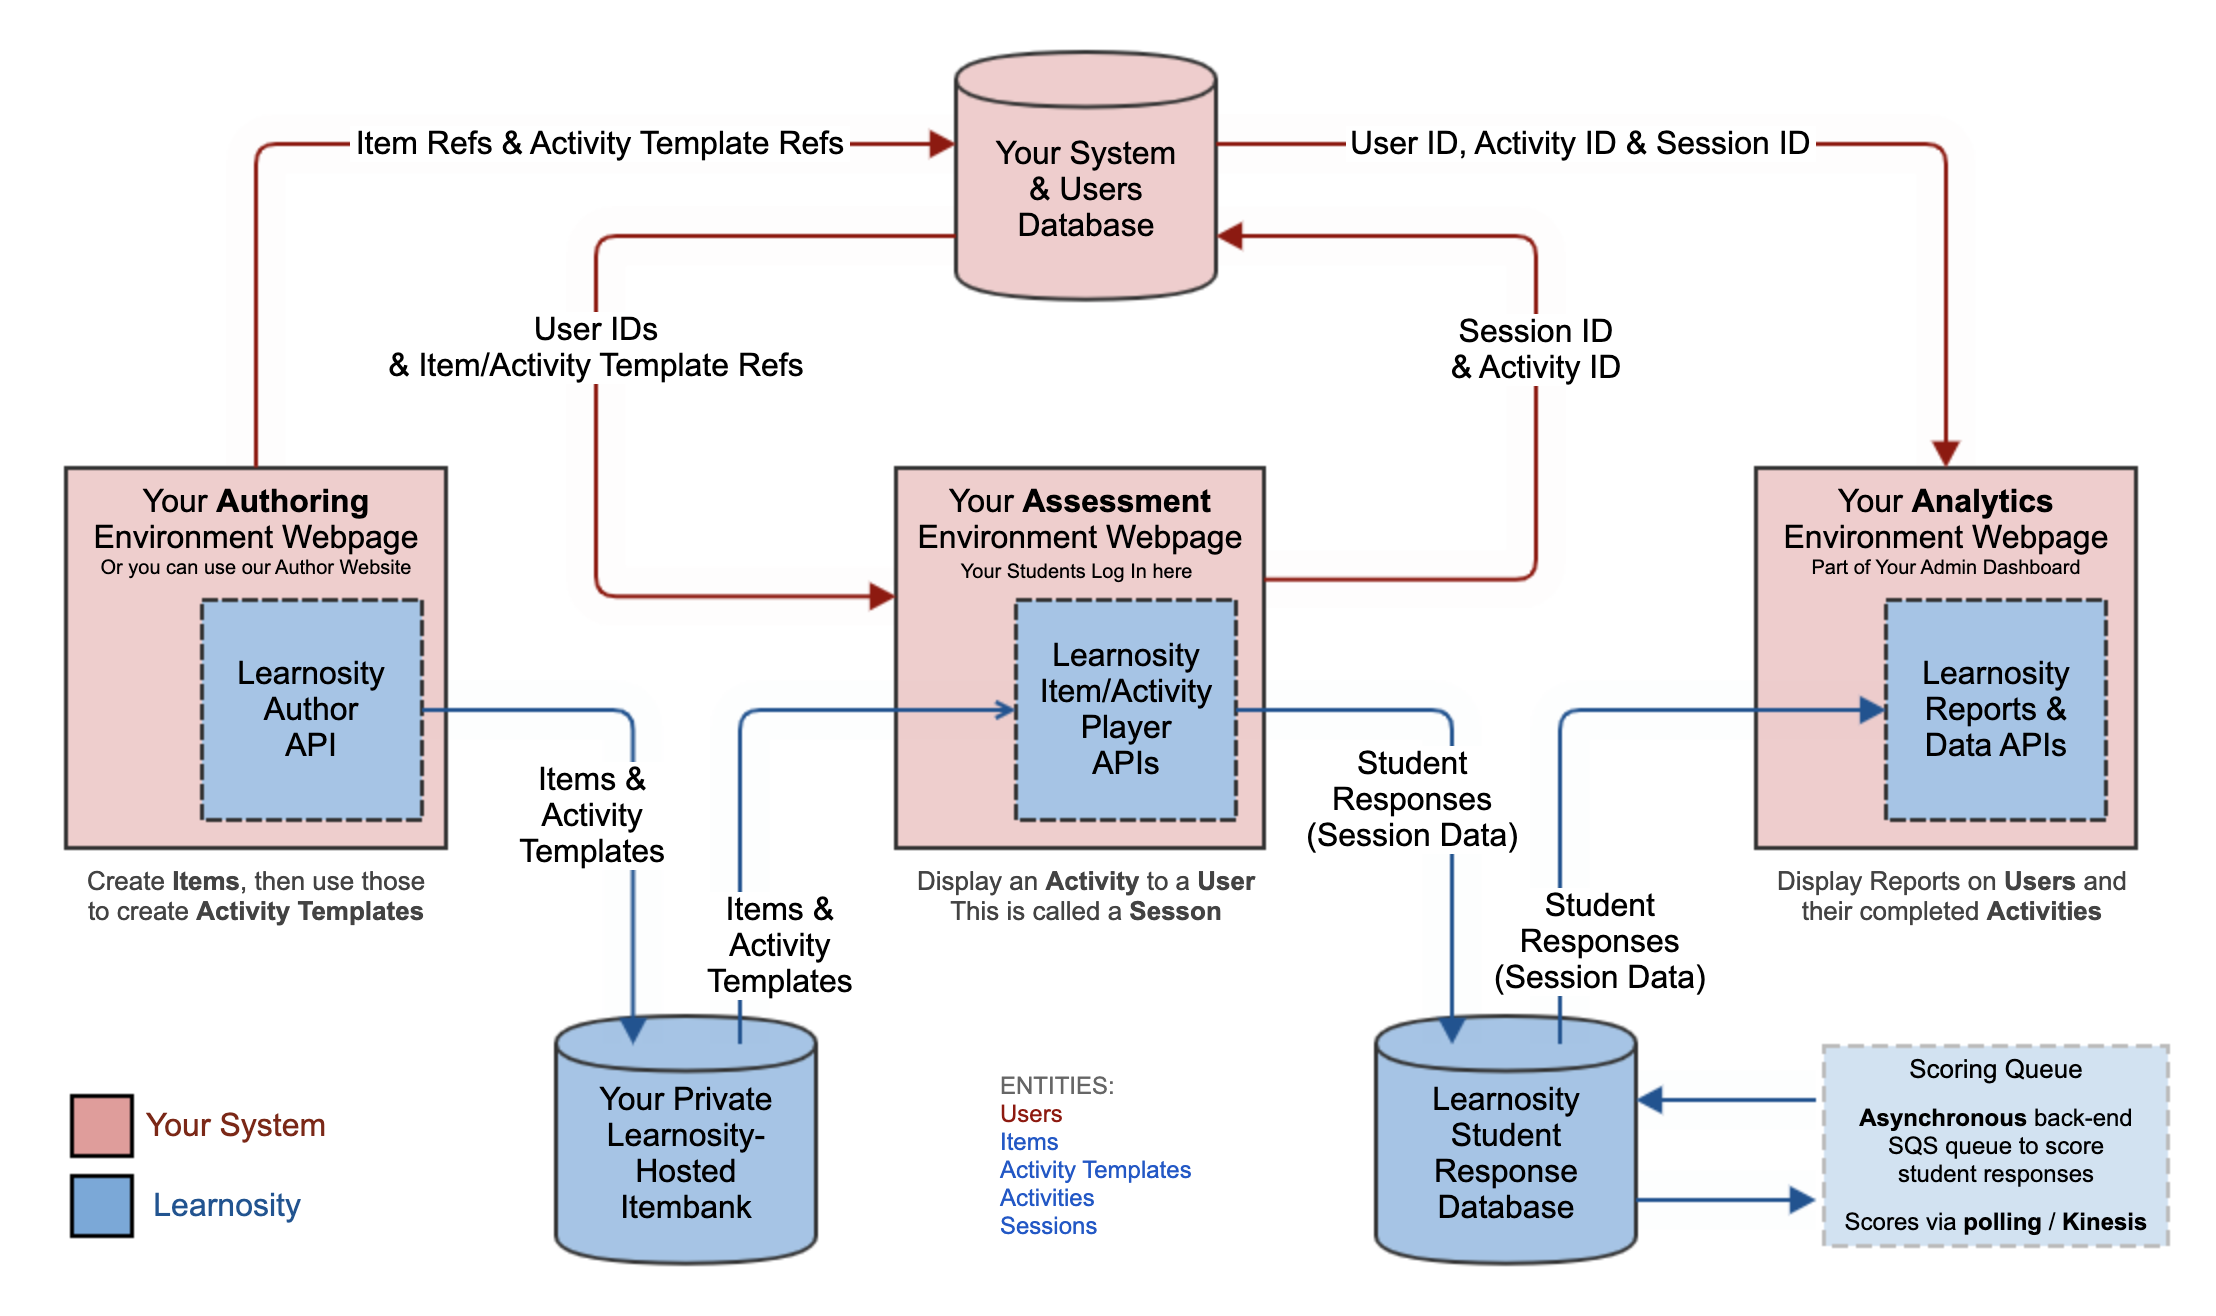 Item Refs & Activity Template Refs
Your System
& Users
Database
User ID, Activity ID & Session ID
User IDs
& Item/Activity Template Refs
Session ID
& Activity ID
Your Authoring
Environment Webpage
Or you can use our Author Website
Learnosity
Author
API
Create Items, then use those
to create Activity Templates
Your Assessment
Environment Webpage
Your Students Log In here
Learnosity
Item/Activity
Player
APIs
Display an Activity to a User
This is called a Sesson
Your Analytics
Environment Webpage
Part of Your Admin Dashboard
Learnosity
Reports &
Data APIs
Display Reports on Users and
their completed Activities
Items &
Activity
Templates
Items &
Activity
Templates
Student
Responses
(Session Data)
Student
Responses
(Session Data)
Your System
Learnosity
Your Private
Learnosity-
Hosted
Itembank
ENTITIES:
Users
Items
Activity Templates
Activities
Sessions
Learnosity
Student
Response
Database
Scoring Queue
Asynchronous back-end
SQS queue to score
student responses
Scores via polling / Kinesis